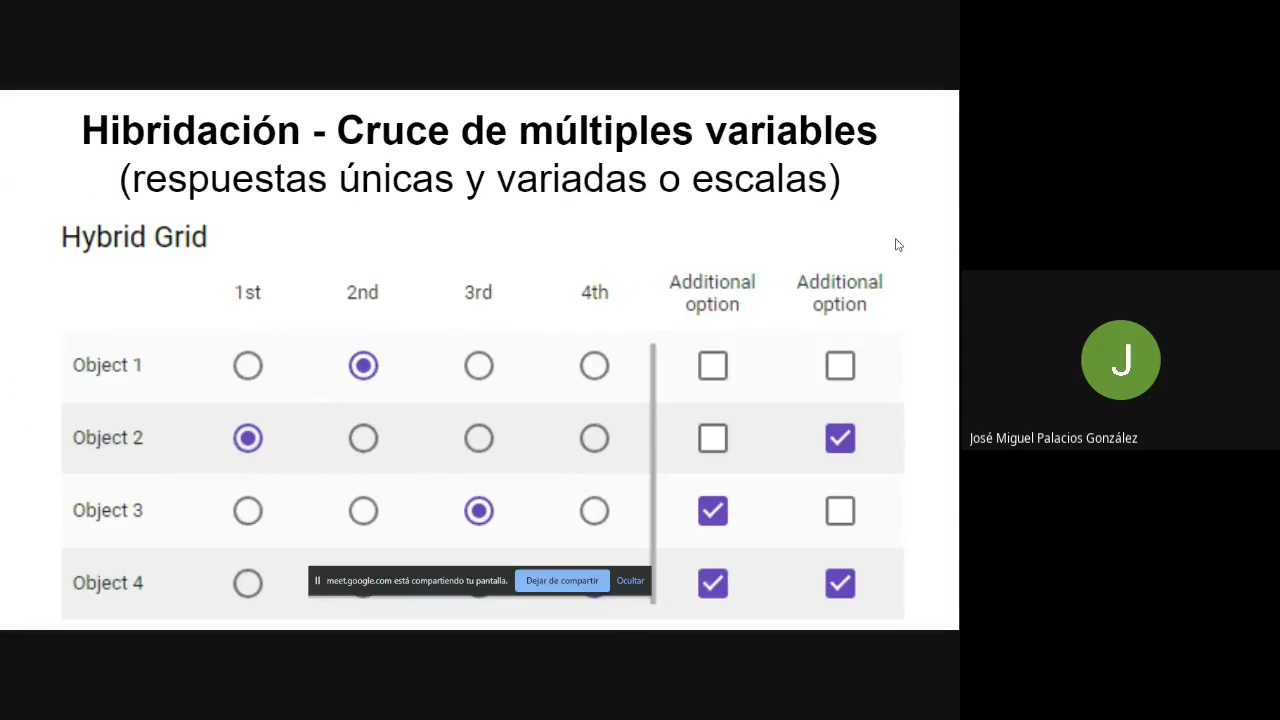 Hibridación - Cruce de múltiples variables
(respuestas únicas y variadas o escalas)
Hybrid Grid
1st 2nd 3rd 4th Additional option Additional option
Object 1
Object 2
Object 3
Object 4
meet.google.com está compartiendo tu pantalla. Dejar de compartir Ocultar
J
José Miguel Palacios González